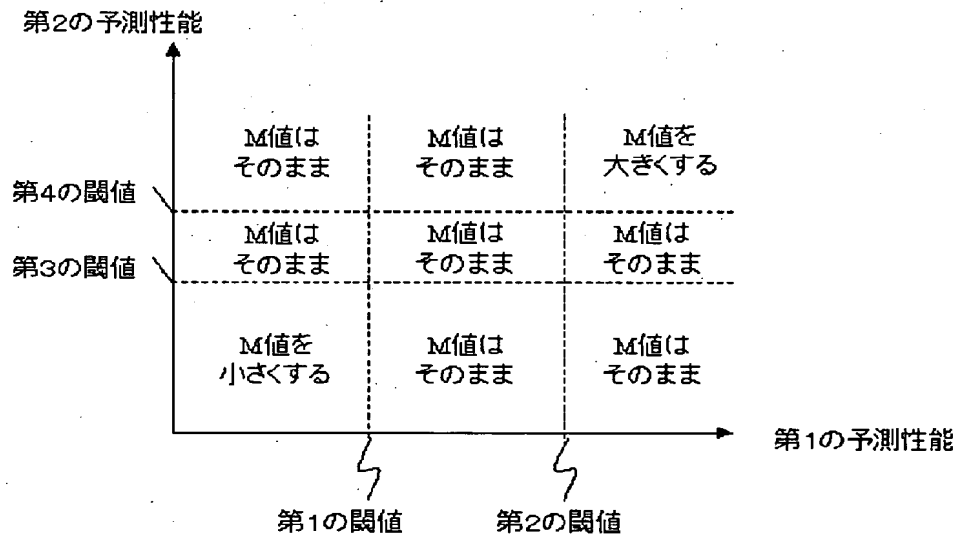 第2の予測性能
M値は
そのまま
M値は
そのまま
M値を
大きくする
第4の閾値
M値は
そのまま
M値は
そのまま
M値は
そのまま
第3の閾値
M値を
小さくする
M値は
そのまま
M値は
そのまま
第1の予測性能
第1の閾値
第2の閾値